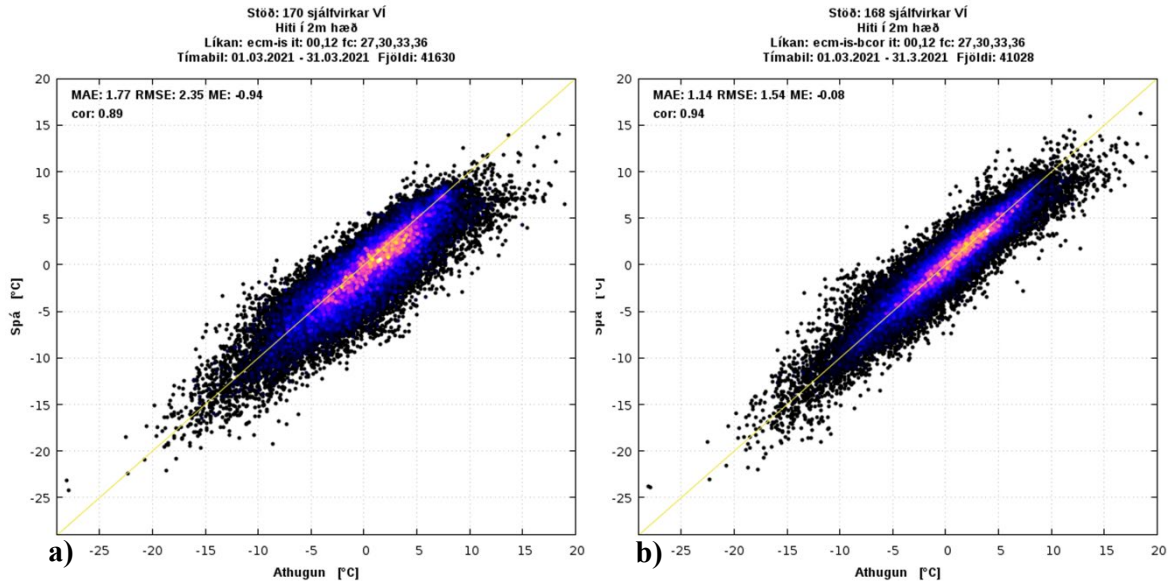 Stöð: 170 sjálfvirkar VÍ
Hiti í 2m hæð
Líkan: ecm-is it: 00,12 fc: 27,30,33,36
Tímabil: 01.03.2021 - 31.03.2021 Fjöldi: 41630
MAE: 1.77 RMSE: 2.35 ME: -0.94
cor: 0.89
20
15
10
5
0
-5
-10
-15
-20
-25
Spá [°C]
-25 -20 -15 -10 -5 0 5 10 15 20
Athugun [°C]
a)
Stöð: 168 sjálfvirkar VÍ
Hiti í 2m hæð
Líkan: ecm-is-bcor it: 00,12 fc: 27,30,33,36
Tímabil: 01.03.2021 - 31.3.2021 Fjöldi: 41028
MAE: 1.14 RMSE: 1.54 ME: -0.08
cor: 0.94
20
15
10
5
0
-5
-10
-15
-20
-25
Spá [°C]
-25 -20 -15 -10 -5 0 5 10 15 20
Athugun [°C]
b)